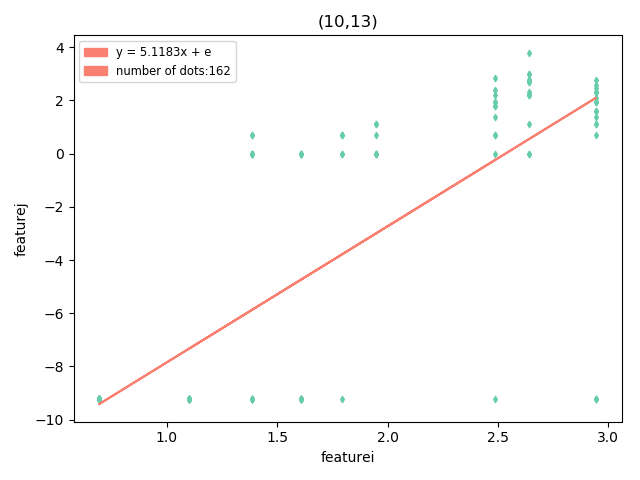 (10,13)
y = 5.1183x + e
number of dots:162
4
2
0
−2
−4
−6
−8
−10
featurej
1.0 1.5 2.0 2.5 3.0
featurei